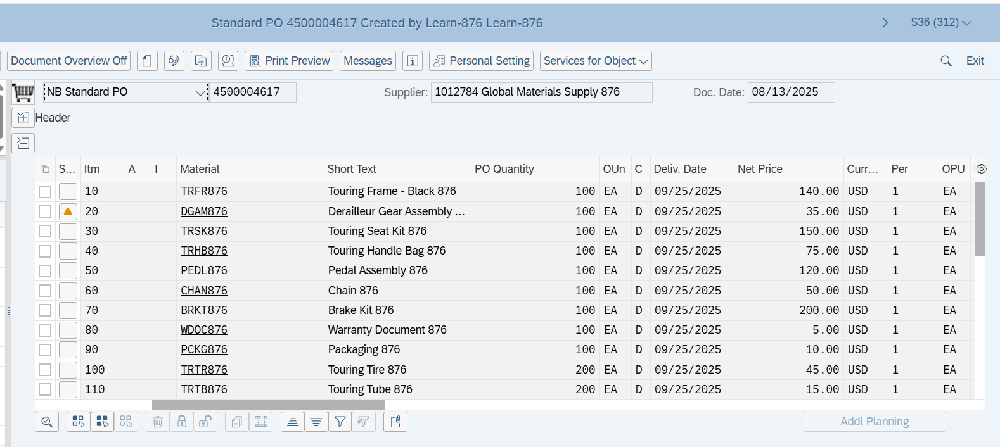 Standard PO 4500004617 Created by Learn-876 Learn-876
S36 (312)
Document Overview Off Print Preview Messages Personal Setting Services for Object Exit
NB Standard PO 4500004617 Supplier: 1012784 Global Materials Supply 876 Doc. Date: 08/13/2025
Header
S... Itm A I Material Short Text PO Quantity OUn C Deliv. Date Net Price Curr... Per OPU
10 TRFR876 Touring Frame - Black 876 100 EA D 09/25/2025 140.00 USD 1 EA
20 DGAM876 Derailleur Gear Assembly ... 100 EA D 09/25/2025 35.00 USD 1 EA
30 TRSK876 Touring Seat Kit 876 100 EA D 09/25/2025 150.00 USD 1 EA
40 TRHB876 Touring Handle Bag 876 100 EA D 09/25/2025 75.00 USD 1 EA
50 PEDL876 Pedal Assembly 876 100 EA D 09/25/2025 120.00 USD 1 EA
60 CHAN876 Chain 876 100 EA D 09/25/2025 50.00 USD 1 EA
70 BRKT876 Brake Kit 876 100 EA D 09/25/2025 200.00 USD 1 EA
80 WDOC876 Warranty Document 876 100 EA D 09/25/2025 5.00 USD 1 EA
90 PCKG876 Packaging 876 100 EA D 09/25/2025 10.00 USD 1 EA
100 TRTR876 Touring Tire 876 200 EA D 09/25/2025 45.00 USD 1 EA
110 TRTB876 Touring Tube 876 200 EA D 09/25/2025 15.00 USD 1 EA
Addl Planning